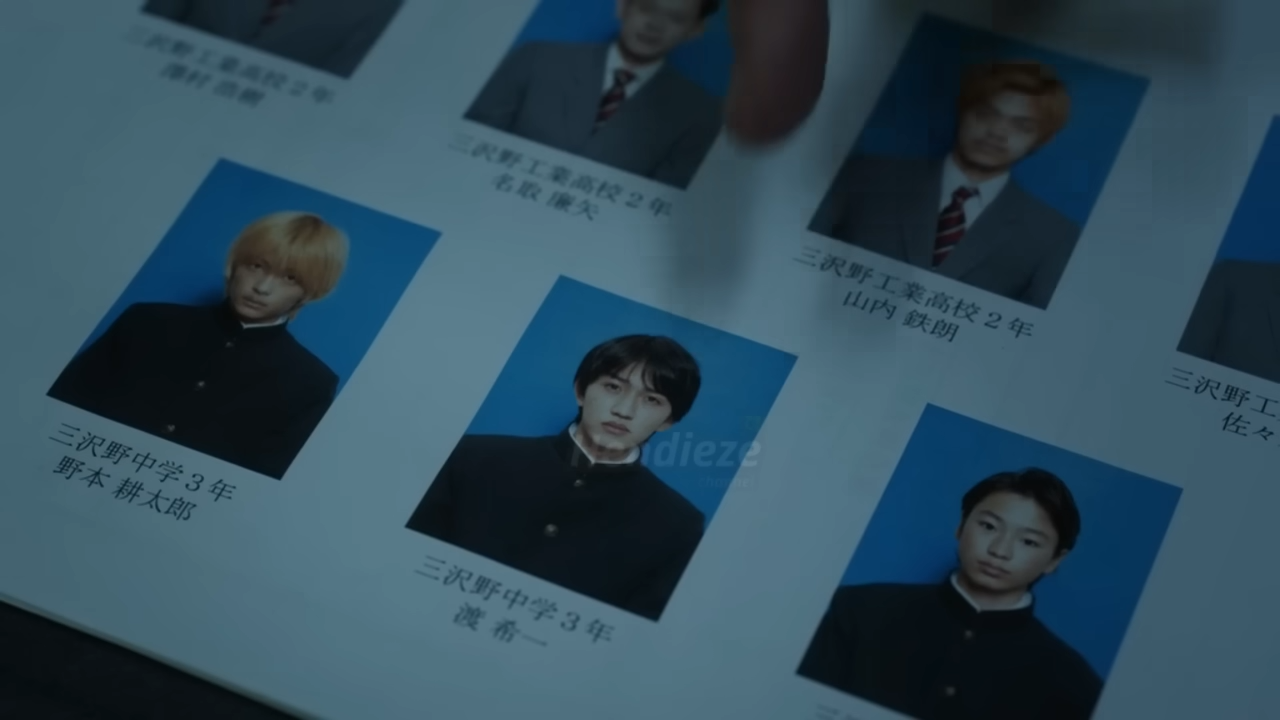 三沢野工業高校２年
澤村 浩樹
三沢野工業高校２年
名取 廉矢
三沢野工業高校２年
山内 鉄朗
三沢野工
佐々
三沢野中学３年
野本 耕太郎
三沢野中学３年
渡 希一